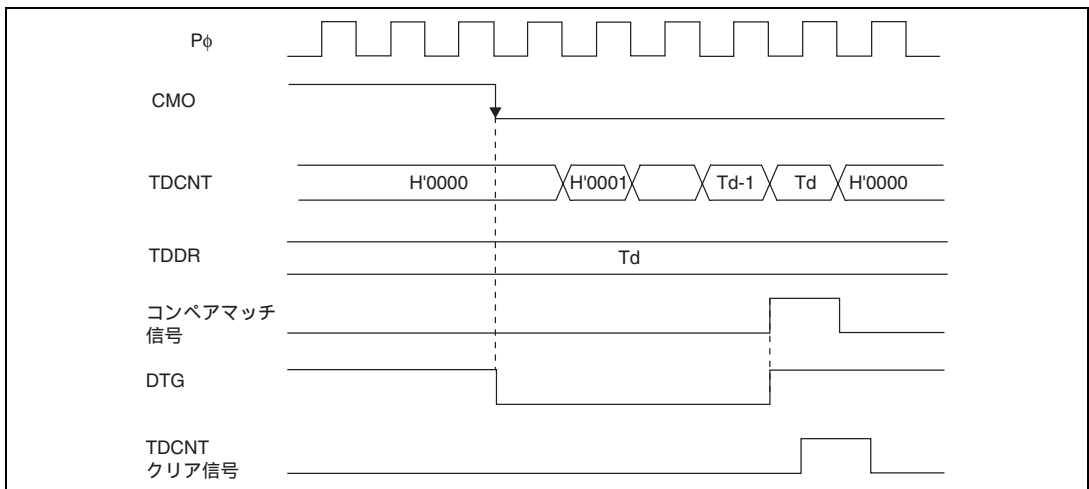 Pφ
CMO
TDCNT H'0000 H'0001 Td-1 Td H'0000
TDDR Td
コンペアマッチ
信号
DTG
TDCNT
クリア信号